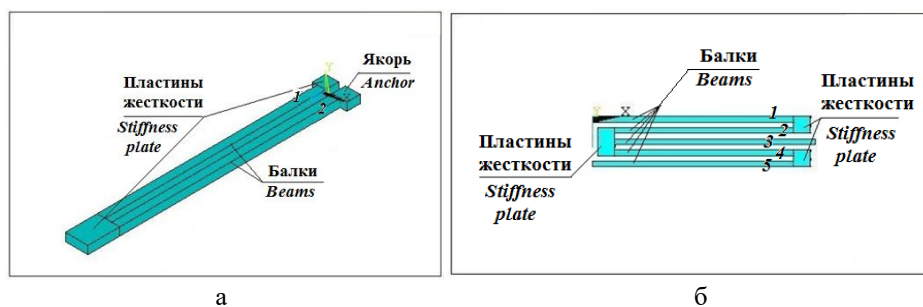 Якорь
Anchor
Пластины
жесткости
Stiffness
plate
Y
X
1
2
Балки
Beams
а
Балки
Beams
Пластины
жесткости
Stiffness
plate
Пластины
жесткости
Stiffness
plate
Y
X
1
2
3
4
5
б